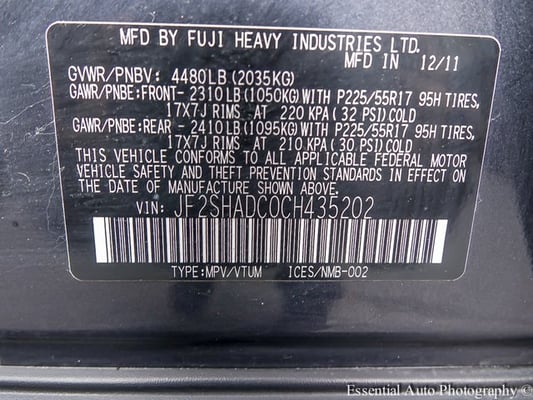 MFD BY FUJI HEAVY INDUSTRIES LTD.
MFD IN 12/11
GVWR/PNBV: 4480LB (2035KG)
GAWR/PNBE: FRONT- 2310LB (1050KG) WITH P225/55R17 95H TIRES,
17X7J RIMS AT 220 KPA (32 PSI) COLD
GAWR/PNBE: REAR - 2410LB (1095KG) WITH P225/55R17 95H TIRES,
17X7J RIMS AT 210 KPA (30 PSI) COLD
THIS VEHICLE CONFORMS TO ALL APPLICABLE FEDERAL MOTOR
VEHICLE SAFETY AND THEFT PREVENTION STANDARDS IN EFFECT ON
THE DATE OF MANUFACTURE SHOWN ABOVE.
VIN: JF2SHADC0CH435202
TYPE: MPV/VTUM ICES/NMB-002
Essential Auto Photography ©